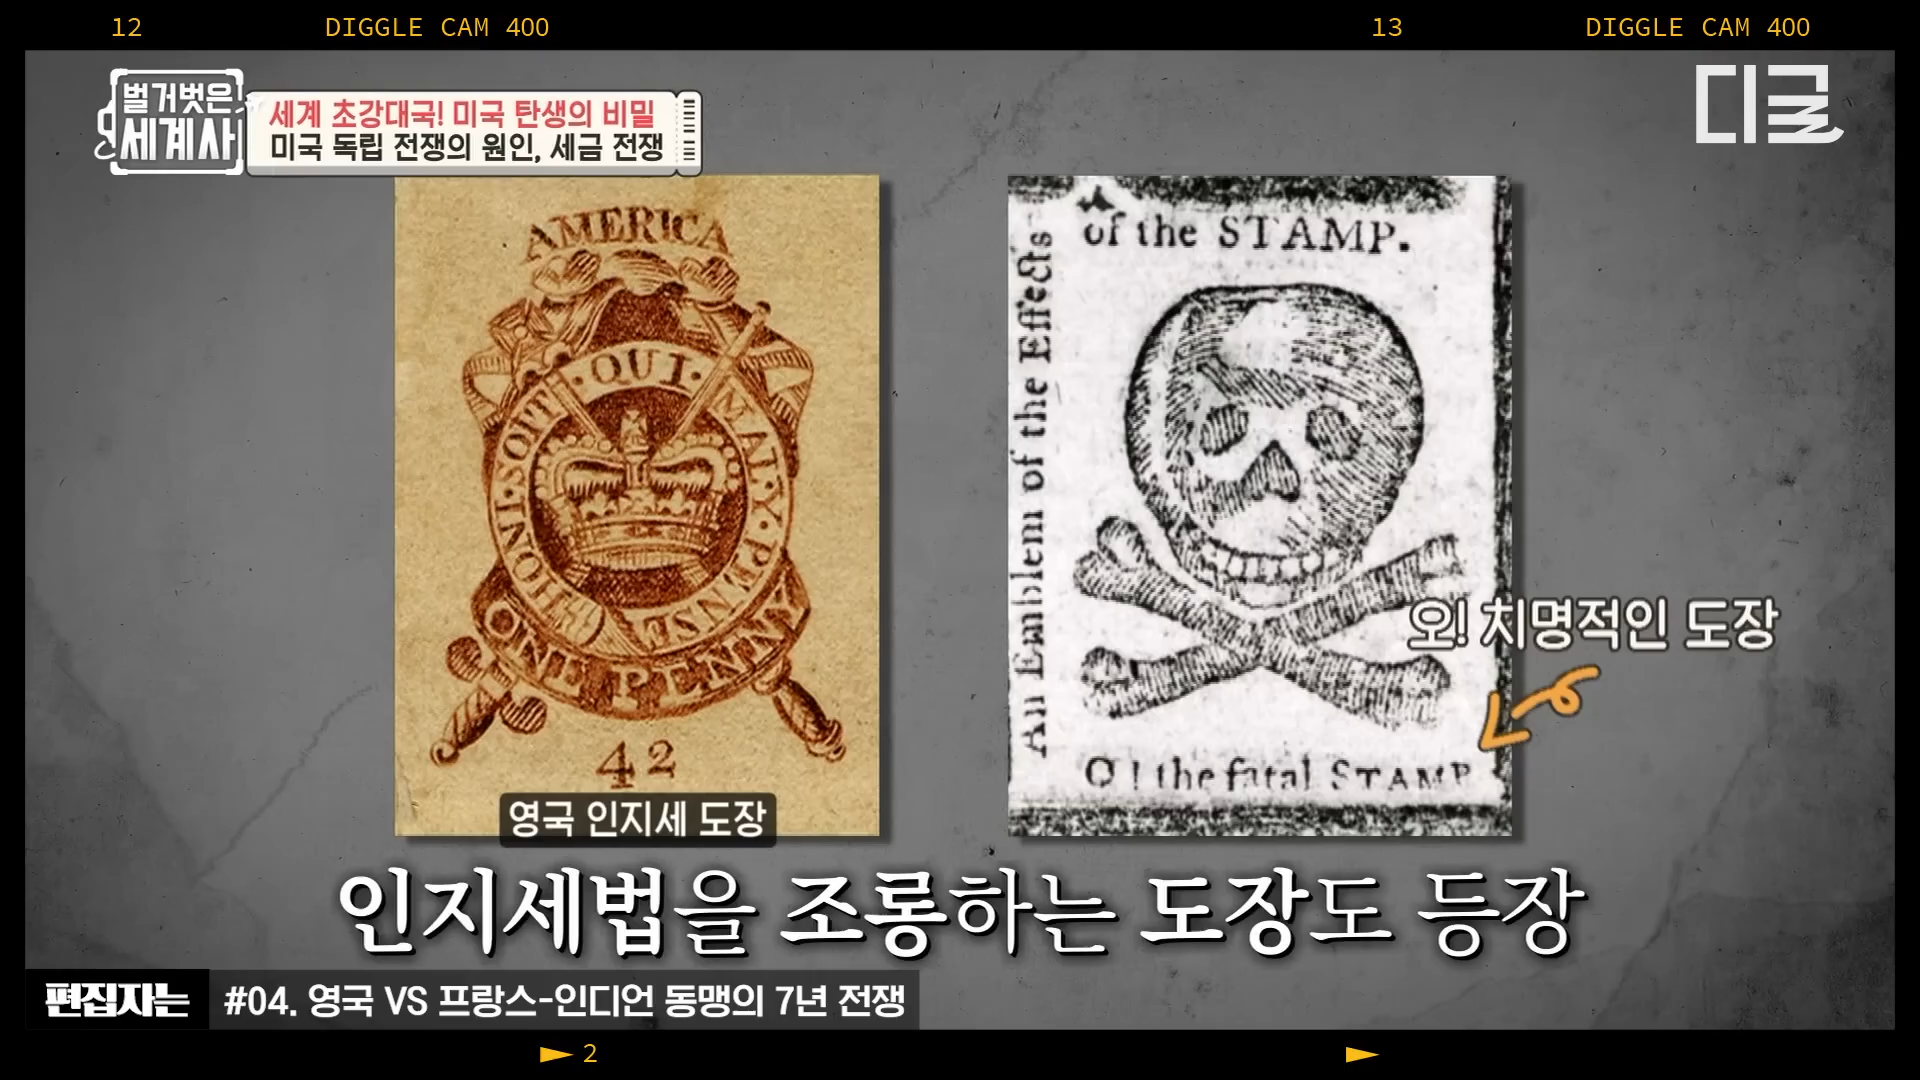 12
DIGGLE CAM 400
13
DIGGLE CAM 400
벌거벗은
세계사
세계 초강대국! 미국 탄생의 비밀
미국 독립 전쟁의 원인, 세금 전쟁
디글
AMERICA
HONI·SOIT·QUI·MAL·Y·PENSE
ONE PENNY
42
영국 인지세 도장
An Emblem of the Effects
of the STAMP.
O! the fatal STAMP
오! 치명적인 도장
인지세법을 조롱하는 도장도 등장
편집자는
#04. 영국 VS 프랑스-인디언 동맹의 7년 전쟁
2